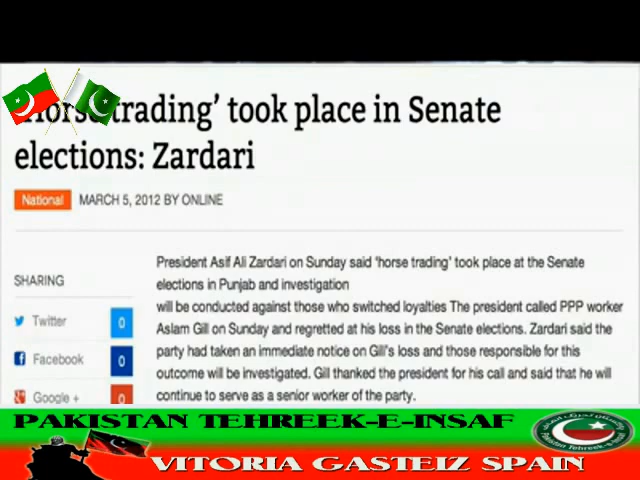 'Horse trading' took place in Senate
elections: Zardari
National MARCH 5, 2012 BY ONLINE
SHARING
Twitter 0
Facebook 0
Google + 0
President Asif Ali Zardari on Sunday said 'horse trading' took place at the Senate
elections in Punjab and investigation
will be conducted against those who switched loyalties The president called PPP worker
Aslam Gill on Sunday and regretted at his loss in the Senate elections. Zardari said the
party had taken an immediate notice on Gill's loss and those responsible for this
outcome will be investigated. Gill thanked the president for his call and said that he will
continue to serve as a senior worker of the party.
PAKISTAN TEHREEK-E-INSAF
Pakistan Tehreek-e-Insaf
VITORIA GASTEIZ SPAIN